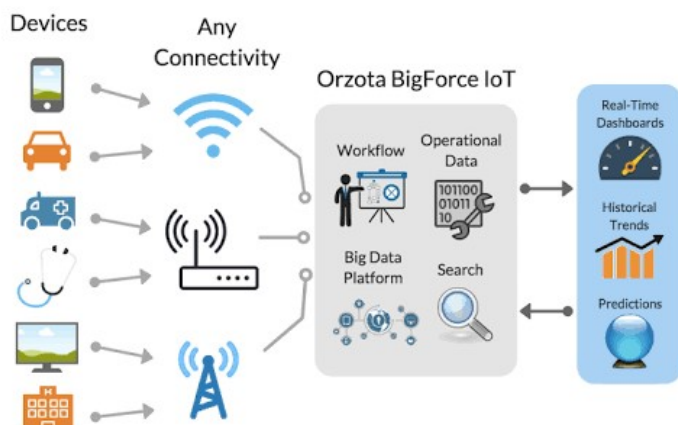 Devices
Any
Connectivity
Orzota BigForce IoT
Workflow
Operational
Data
101100
01011
10
Big Data
Platform
Search
Real-Time
Dashboards
Historical
Trends
Predictions
H